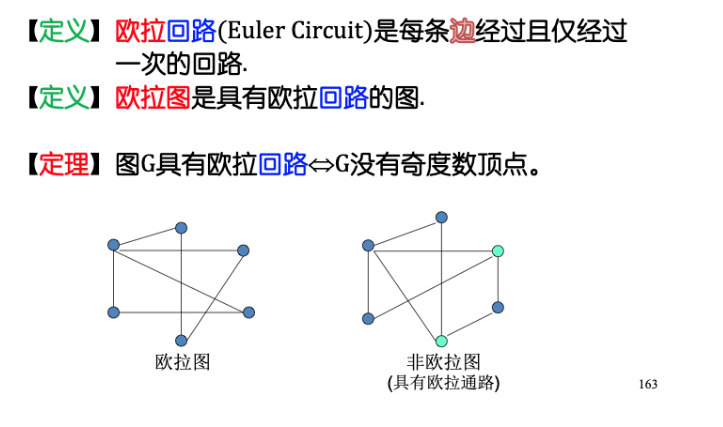 【定义】欧拉回路(Euler Circuit)是每条边经过且仅经过
一次的回路.
【定义】欧拉图是具有欧拉回路的图.
【定理】图G具有欧拉回路⇔G没有奇度数顶点。
欧拉图
非欧拉图
(具有欧拉通路)
163